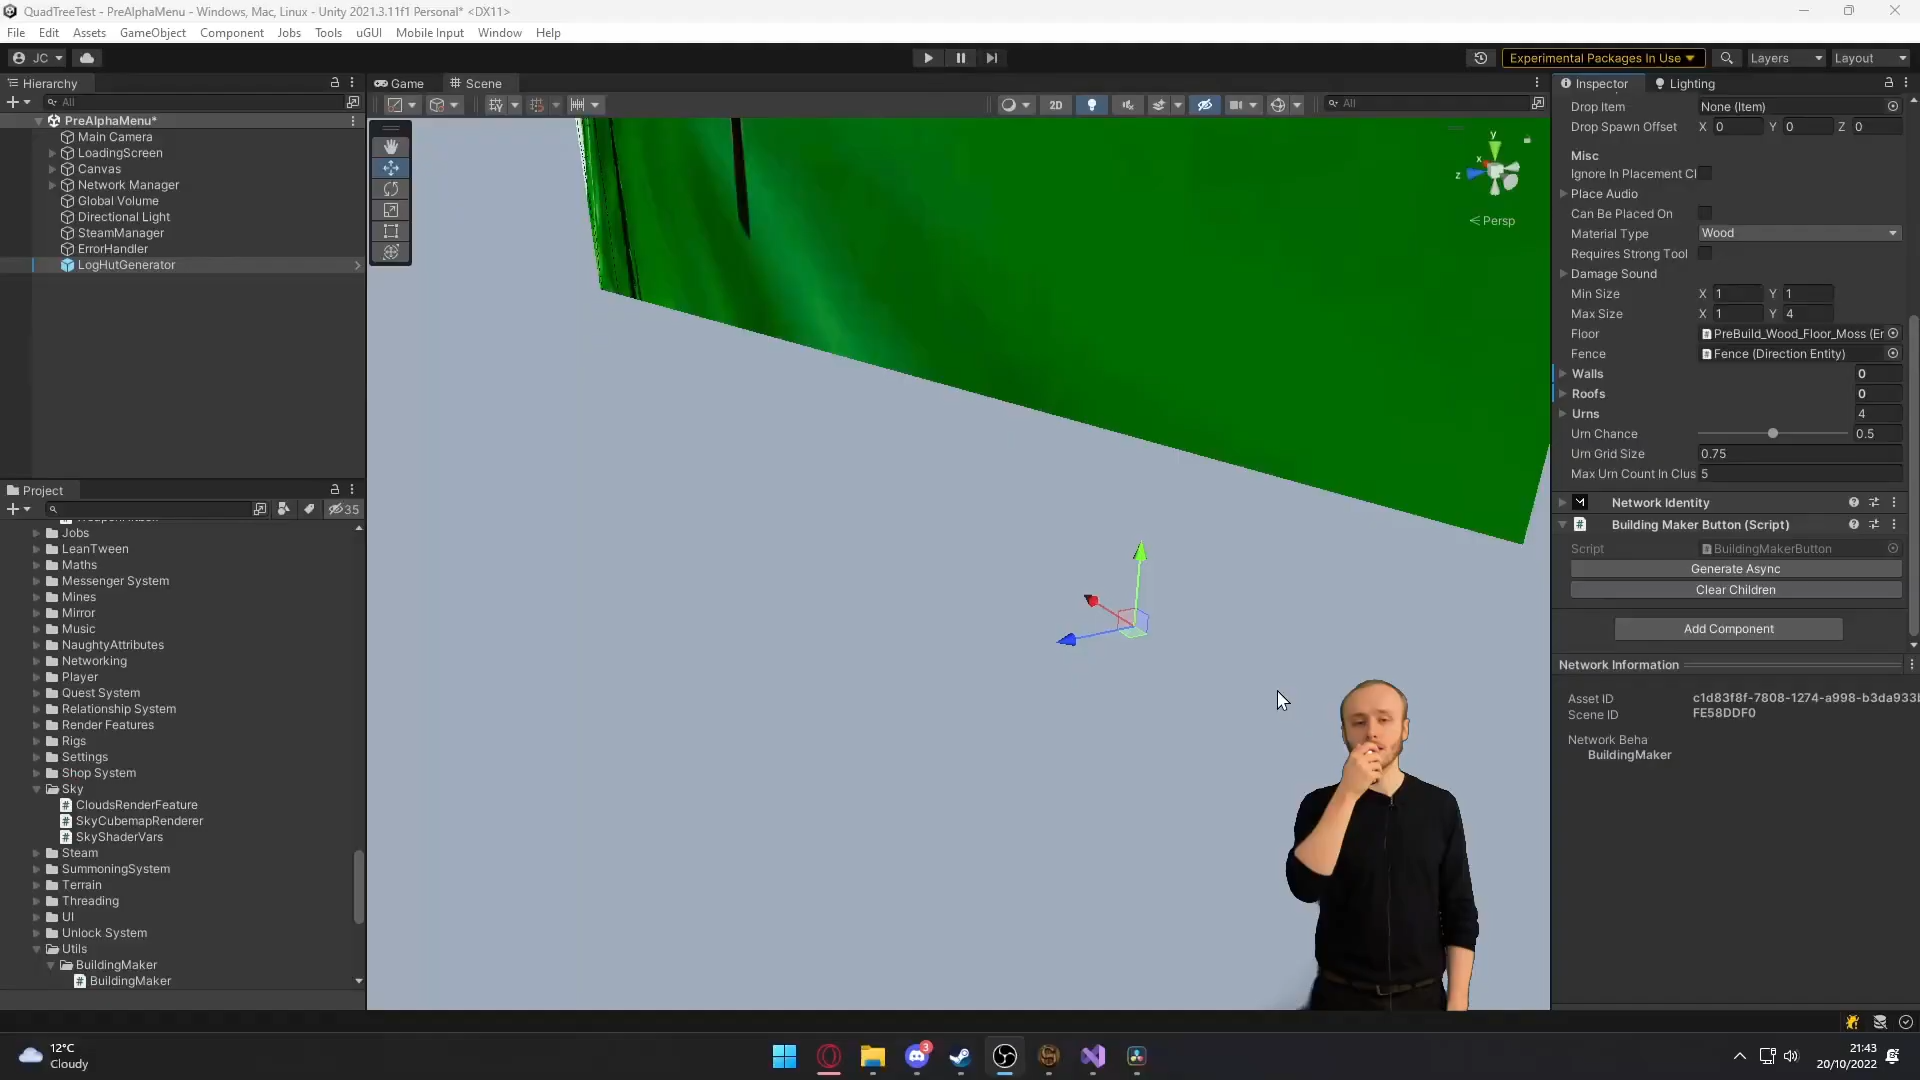 QuadTreeTest - PreAlphaMenu - Windows, Mac, Linux - Unity 2021.3.11f1 Personal* <DX11>
File Edit Assets GameObject Component Jobs Tools uGUI Mobile Input Window Help
JC Experimental Packages In Use Layers Layout
Hierarchy
All
PreAlphaMenu*
Main Camera
LoadingScreen
Canvas
Network Manager
Global Volume
Directional Light
SteamManager
ErrorHandler
LogHutGenerator
Project
35
Jobs
LeanTween
Maths
Messenger System
Mines
Mirror
Music
NaughtyAttributes
Networking
Player
Quest System
Relationship System
Render Features
Rigs
Settings
Shop System
Sky
CloudsRenderFeature
SkyCubemapRenderer
SkyShaderVars
Steam
SummoningSystem
Terrain
Threading
UI
Unlock System
Utils
BuildingMaker
BuildingMaker
Game Scene
2D All
y
x
z
Persp
Inspector Lighting
Drop Item None (Item)
Drop Spawn Offset X 0 Y 0 Z 0
Misc
Ignore In Placement Cl
Place Audio
Can Be Placed On
Material Type Wood
Requires Strong Tool
Damage Sound
Min Size X 1 Y 1
Max Size X 1 Y 4
Floor PreBuild_Wood_Floor_Moss (Er
Fence Fence (Direction Entity)
Walls 0
Roofs 0
Urns 4
Urn Chance 0.5
Urn Grid Size 0.75
Max Urn Count In Clus 5
Network Identity
Building Maker Button (Script)
Script BuildingMakerButton
Generate Async
Clear Children
Add Component
Network Information
Asset ID c1d83f8f-7808-1274-a998-b3da933
Scene ID FE58DDF0
Network Beha
BuildingMaker
12°C
Cloudy
3
21:43
20/10/2022